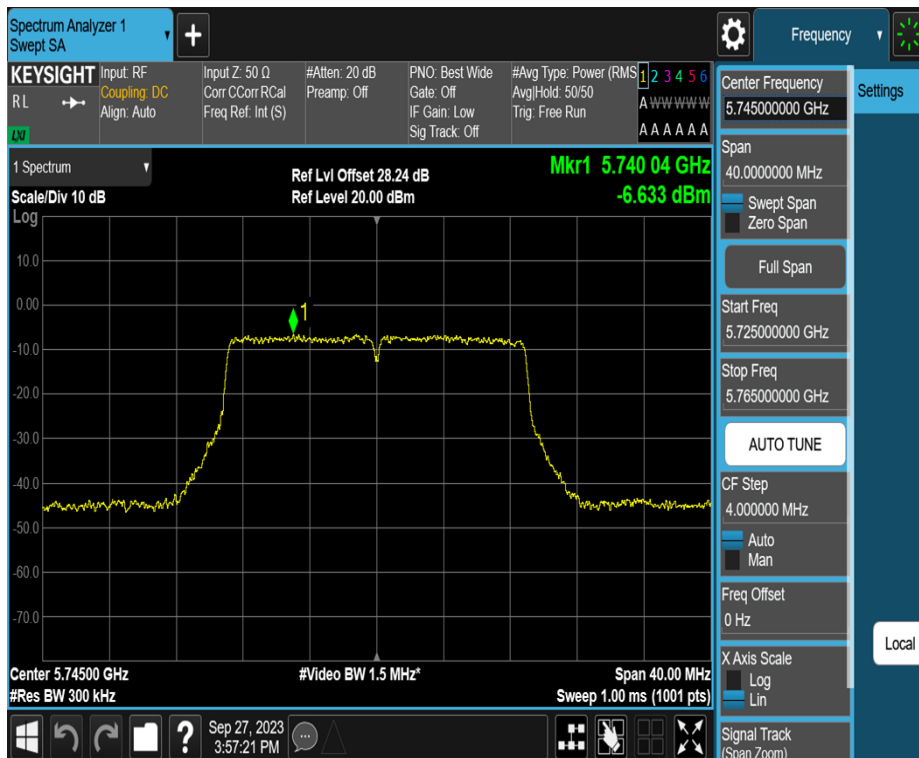 Spectrum Analyzer 1
Swept SA
+
Frequency
KEYSIGHT
RL
LXI
Input: RF
Coupling: DC
Align: Auto
Input Z: 50 Ω
Corr CCorr RCal
Freq Ref: Int (S)
#Atten: 20 dB
Preamp: Off
PNO: Best Wide
Gate: Off
IF Gain: Low
Sig Track: Off
#Avg Type: Power (RMS
Avg|Hold: 50/50
Trig: Free Run
1 2 3 4 5 6
A W W W W W
A A A A A A
1 Spectrum
Scale/Div 10 dB
Log
Ref Lvl Offset 28.24 dB
Ref Level 20.00 dBm
Mkr1 5.740 04 GHz
-6.633 dBm
10.0
0.00
-10.0
-20.0
-30.0
-40.0
-50.0
-60.0
-70.0
1
Center 5.74500 GHz
#Res BW 300 kHz
#Video BW 1.5 MHz*
Span 40.00 MHz
Sweep 1.00 ms (1001 pts)
?
Sep 27, 2023
3:57:21 PM
Center Frequency
5.745000000 GHz
Span
40.0000000 MHz
Swept Span
Zero Span
Full Span
Start Freq
5.725000000 GHz
Stop Freq
5.765000000 GHz
AUTO TUNE
CF Step
4.000000 MHz
Auto
Man
Freq Offset
0 Hz
X Axis Scale
Log
Lin
Signal Track
(Span Zoom)
Settings
Local